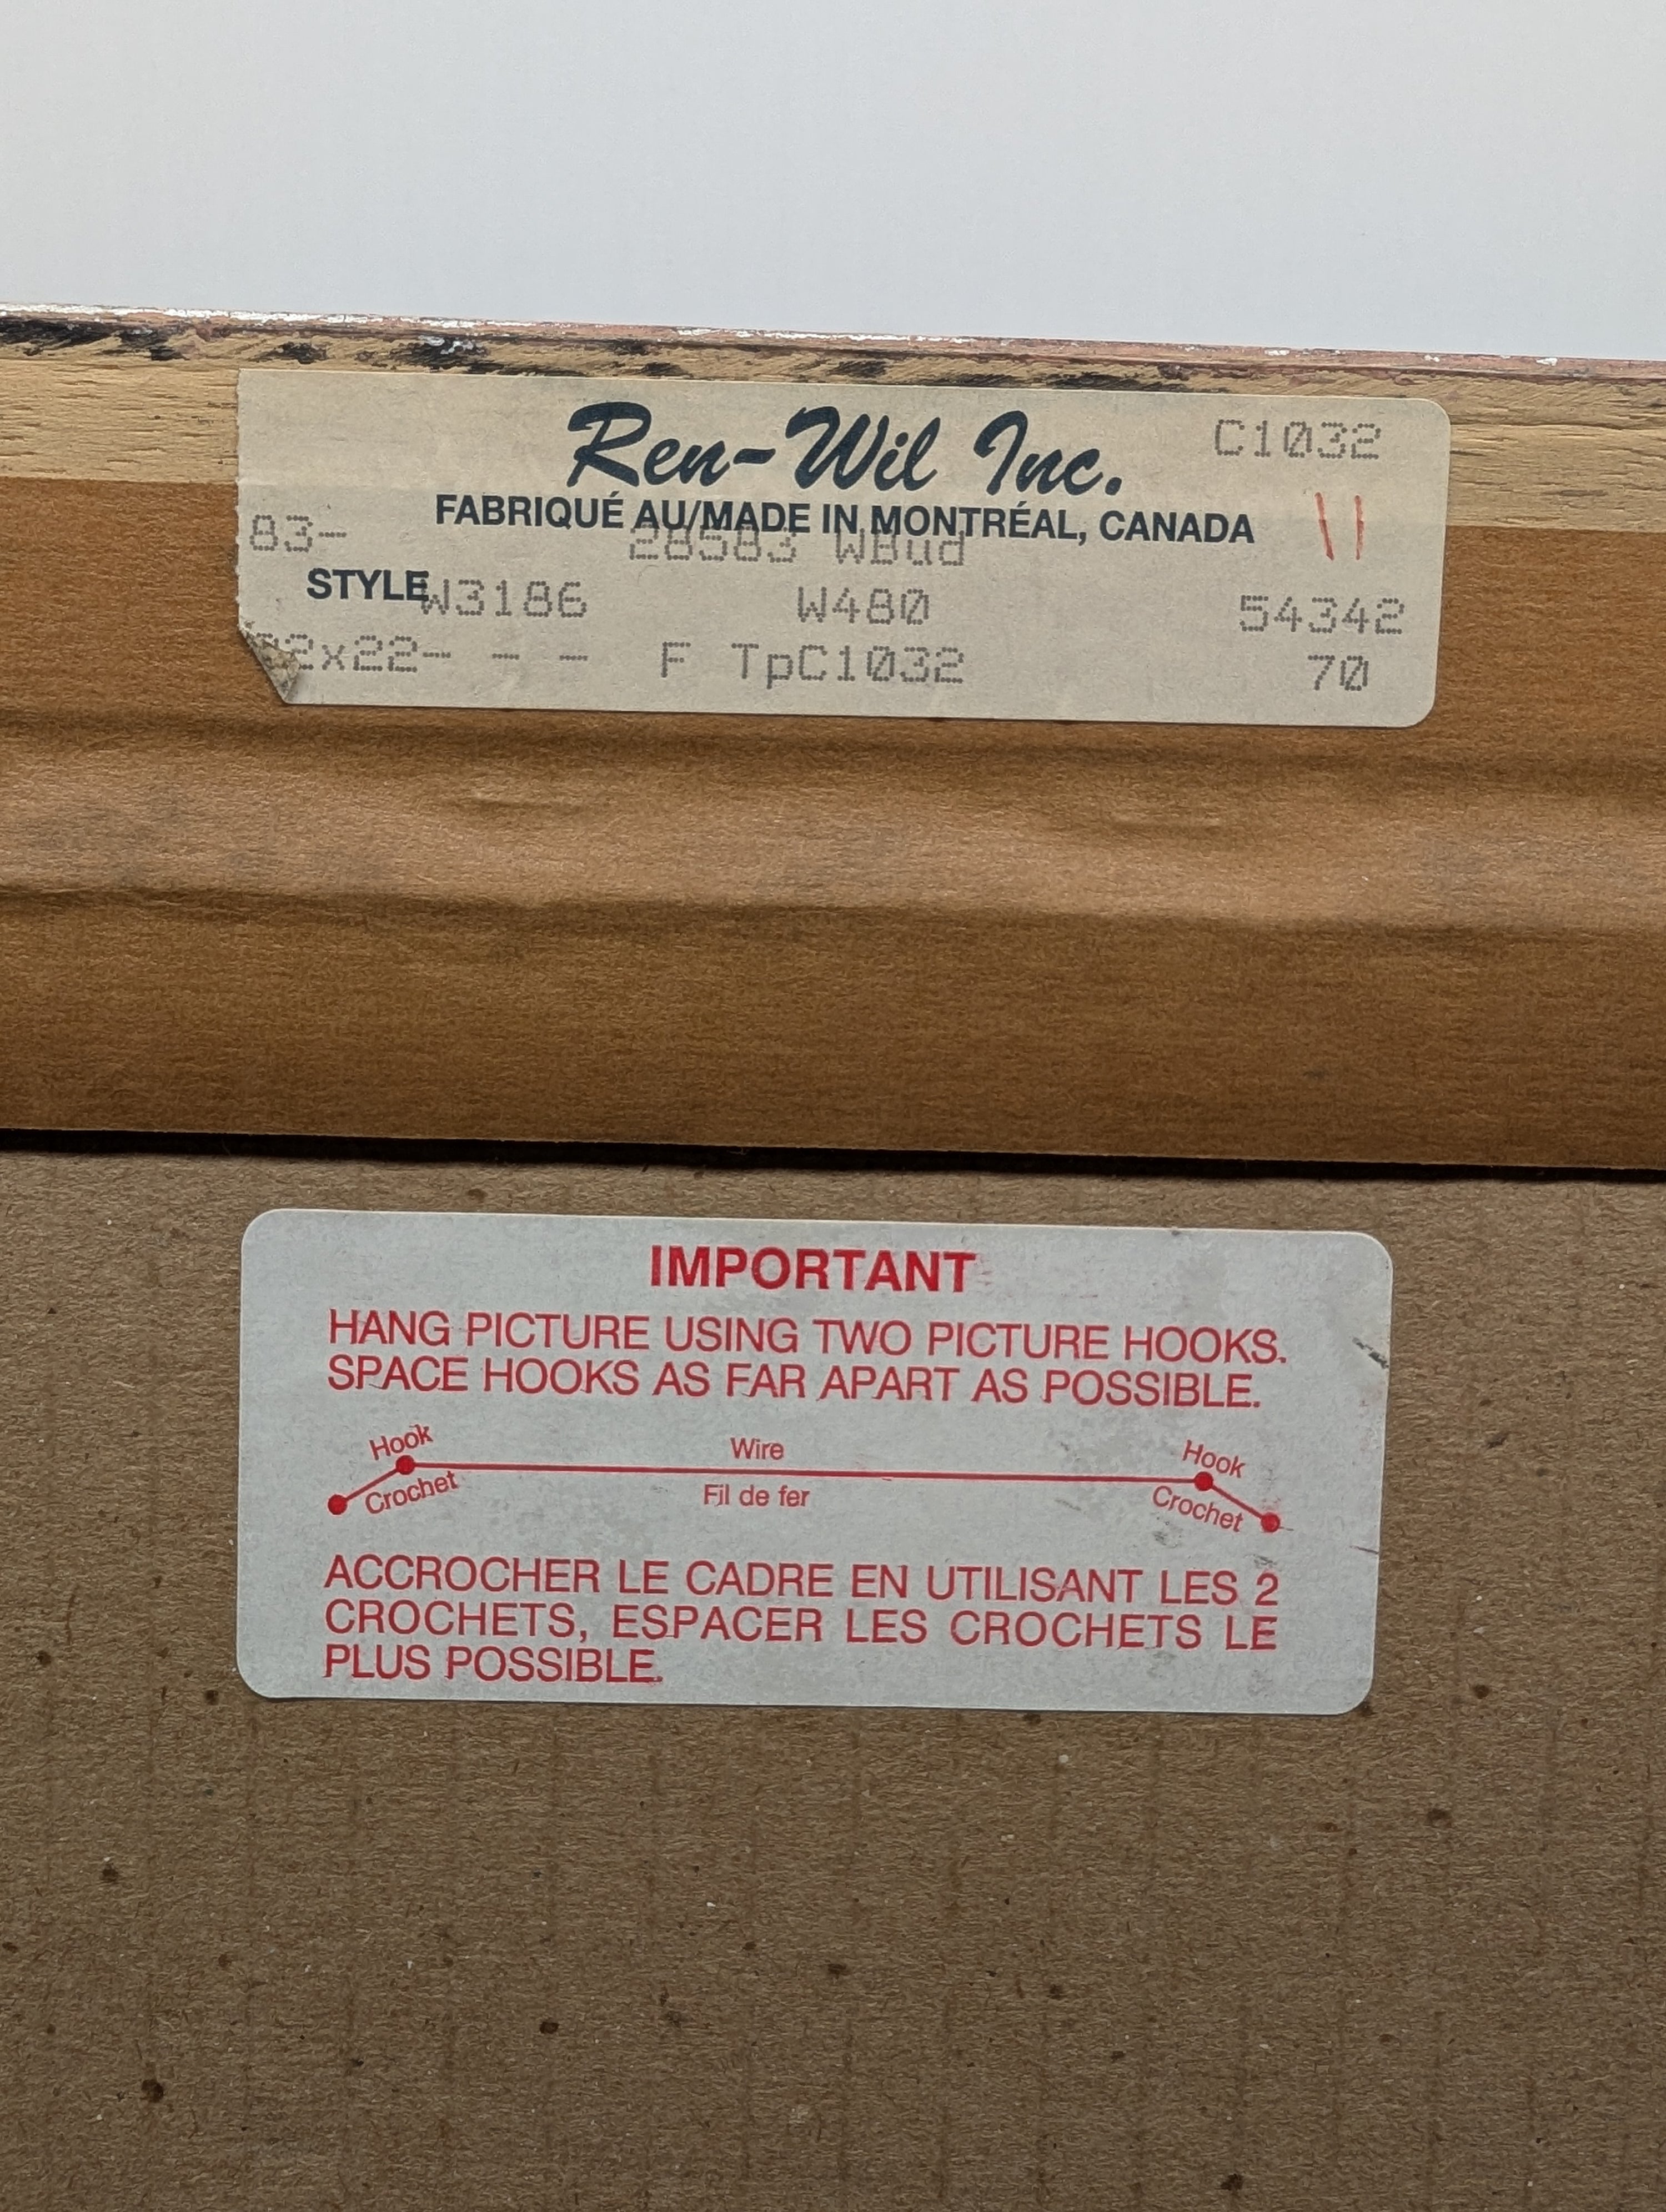 Ren-Wil Inc. C1032
FABRIQUÉ AU/MADE IN MONTRÉAL, CANADA
83- 28583 WBud
STYLE W3186 W480 54342
2x22- - - F TpC1032 70
IMPORTANT
HANG PICTURE USING TWO PICTURE HOOKS.
SPACE HOOKS AS FAR APART AS POSSIBLE.
Hook Wire Hook
Crochet Fil de fer Crochet
ACCROCHER LE CADRE EN UTILISANT LES 2
CROCHETS, ESPACER LES CROCHETS LE
PLUS POSSIBLE.